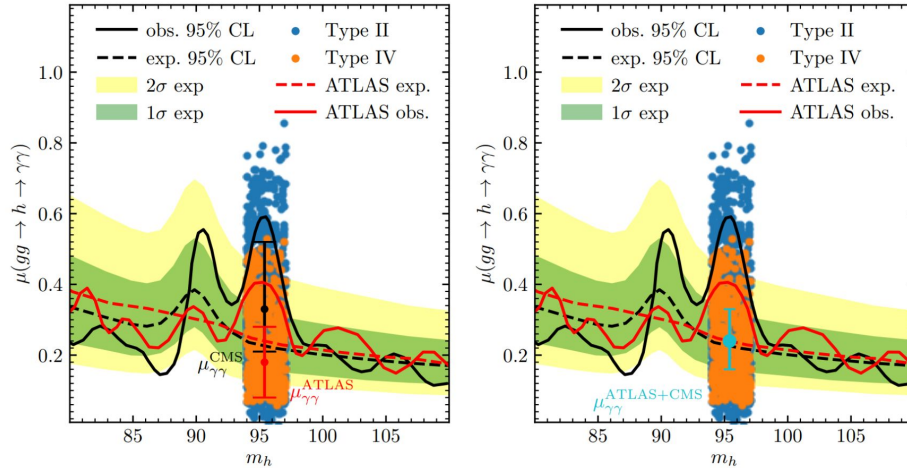 obs. 95% CL
exp. 95% CL
2σ exp
1σ exp
Type II
Type IV
ATLAS exp.
ATLAS obs.
μ(gg → h → γγ)
1.0
0.8
0.6
0.4
0.2
μ_γγ^CMS
μ_γγ^ATLAS
85 90 95 100 105
m_h
obs. 95% CL
exp. 95% CL
2σ exp
1σ exp
Type II
Type IV
ATLAS exp.
ATLAS obs.
μ(gg → h → γγ)
1.0
0.8
0.6
0.4
0.2
μ_γγ^ATLAS+CMS
85 90 95 100 105
m_h